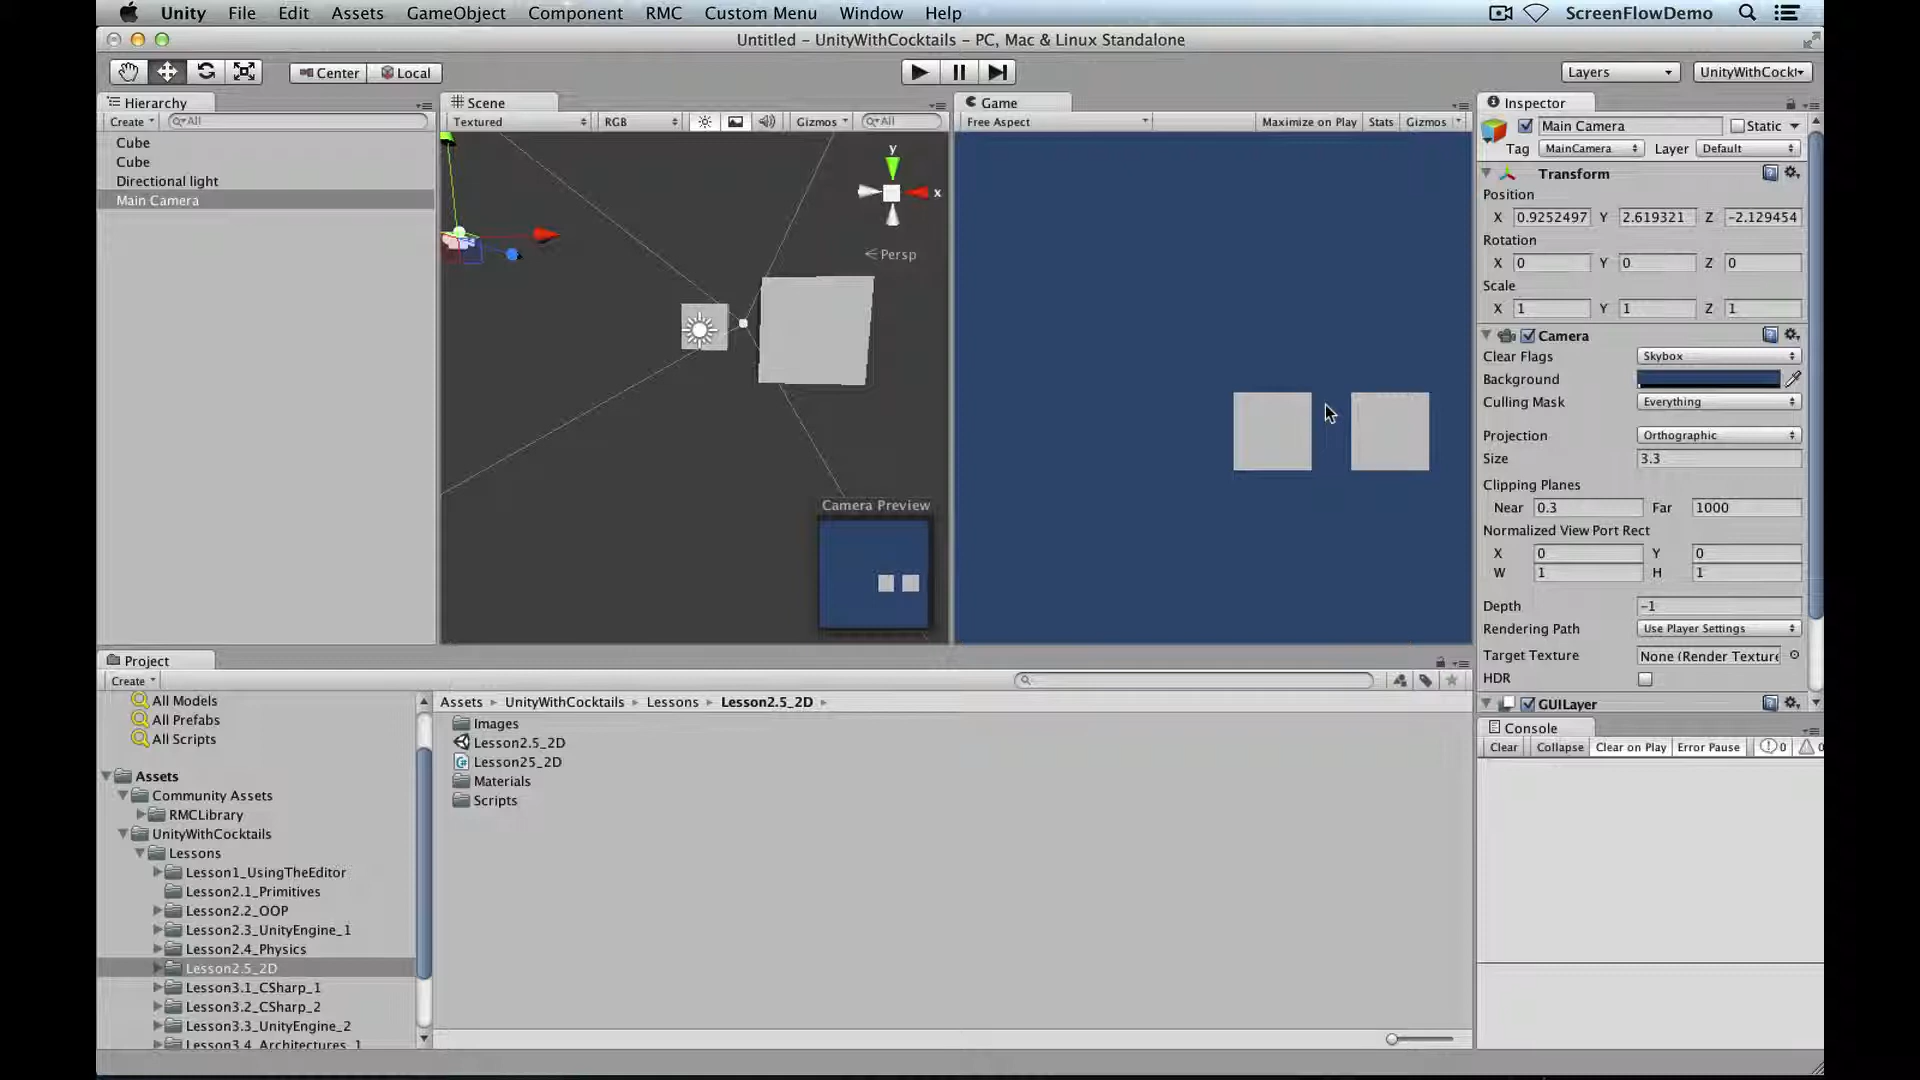 Unity File Edit Assets GameObject Component RMC Custom Menu Window Help ScreenFlowDemo
Untitled - UnityWithCocktails - PC, Mac & Linux Standalone
Center Local Layers UnityWithCockt
Hierarchy
Create All
Cube
Cube
Directional light
Main Camera
Scene
Textured RGB Gizmos All
y
x
Persp
Camera Preview
Game
Free Aspect Maximize on Play Stats Gizmos
Inspector
Main Camera Static
Tag MainCamera Layer Default
Transform
Position
X 0.9252497 Y 2.619321 Z -2.129454
Rotation
X 0 Y 0 Z 0
Scale
X 1 Y 1 Z 1
Camera
Clear Flags Skybox
Background
Culling Mask Everything
Projection Orthographic
Size 3.3
Clipping Planes
Near 0.3 Far 1000
Normalized View Port Rect
X 0 Y 0
W 1 H 1
Depth -1
Rendering Path Use Player Settings
Target Texture None (Render Texture
HDR
GUILayer
Console
Clear Collapse Clear on Play Error Pause 0 0
Project
Create
All Models
All Prefabs
All Scripts
Assets
Community Assets
RMCLibrary
UnityWithCocktails
Lessons
Lesson1_UsingTheEditor
Lesson2.1_Primitives
Lesson2.2_OOP
Lesson2.3_UnityEngine_1
Lesson2.4_Physics
Lesson2.5_2D
Lesson3.1_CSharp_1
Lesson3.2_CSharp_2
Lesson3.3_UnityEngine_2
Lesson3.4_Architectures_1
Assets UnityWithCocktails Lessons Lesson2.5_2D
Images
Lesson2.5_2D
Lesson25_2D
Materials
Scripts